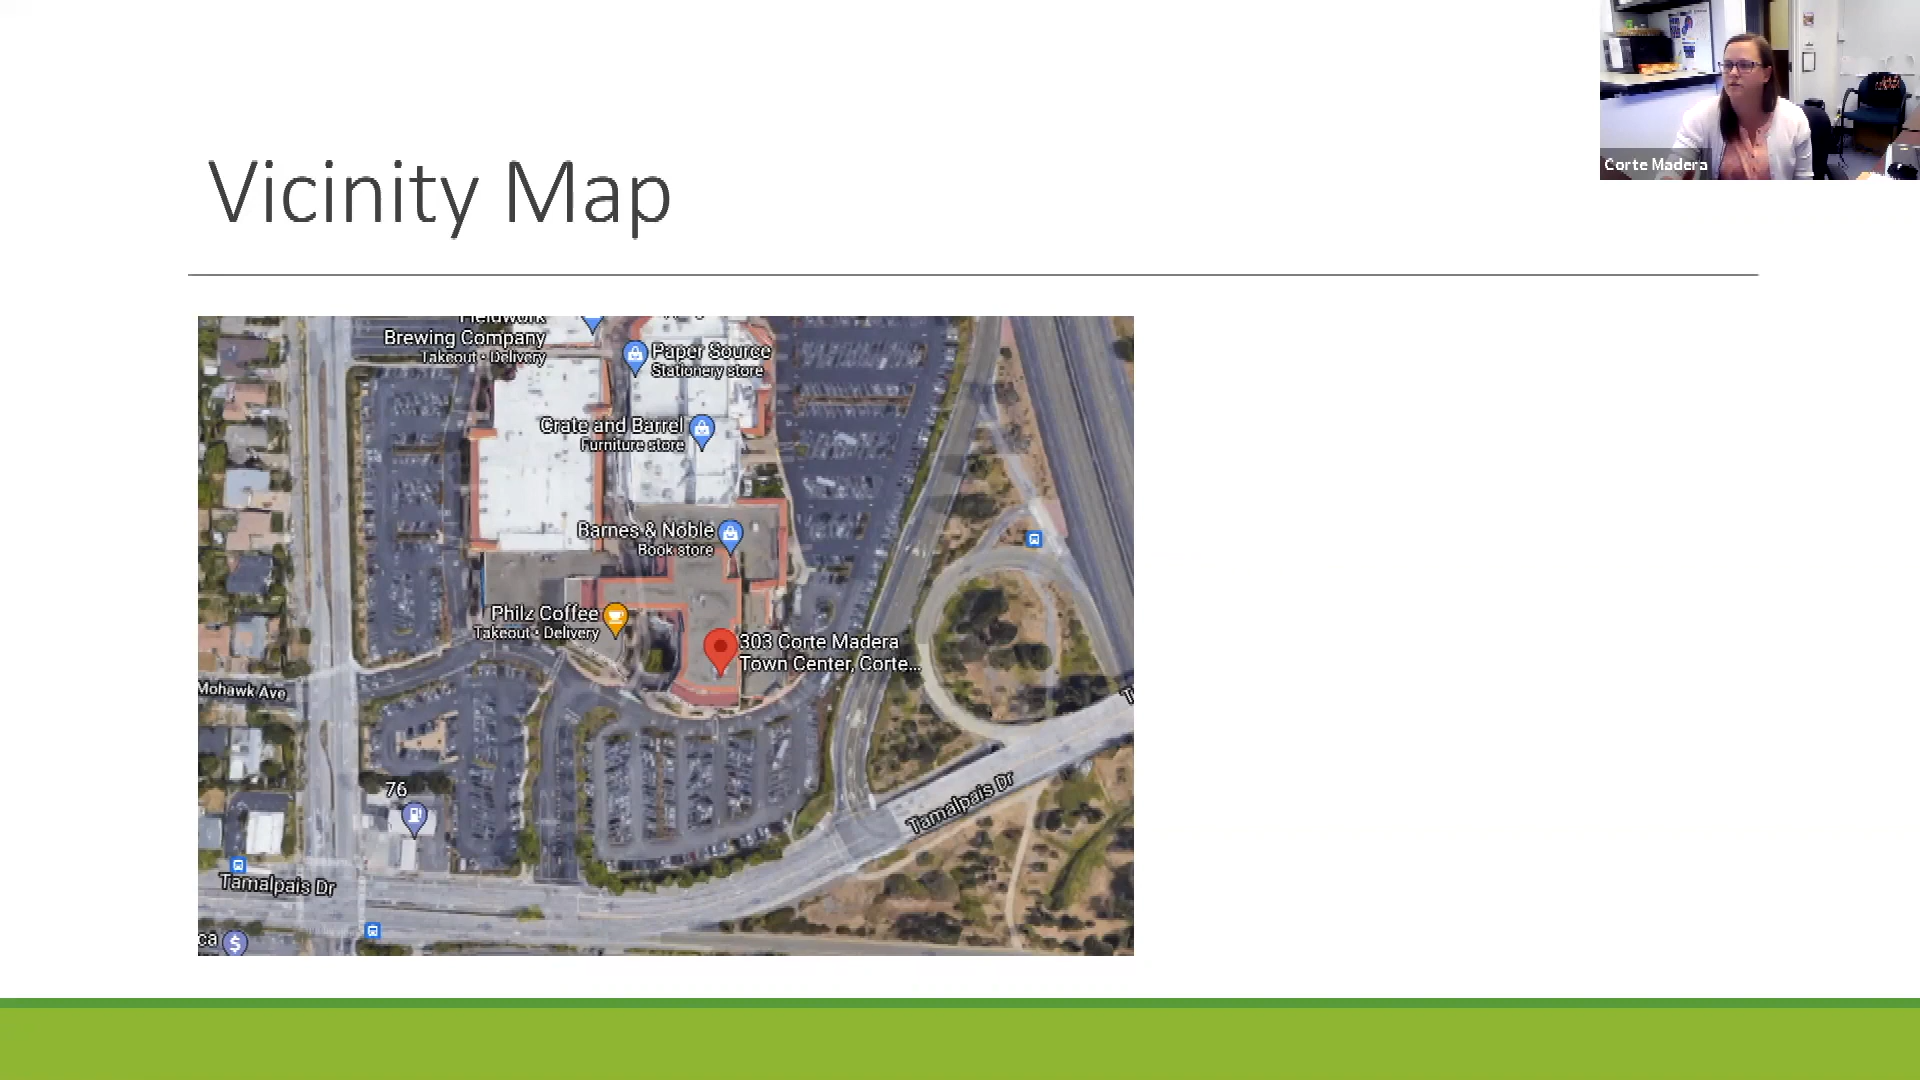 Corte Madera
Vicinity Map
Fieldwork
Brewing Company
Takeout • Delivery
Paper Source
Stationery store
Crate and Barrel
Furniture store
Barnes & Noble
Book store
Philz Coffee
Takeout • Delivery
303 Corte Madera
Town Center, Corte...
Mohawk Ave
76
Tamalpais Dr
Tamalpais Dr
ca